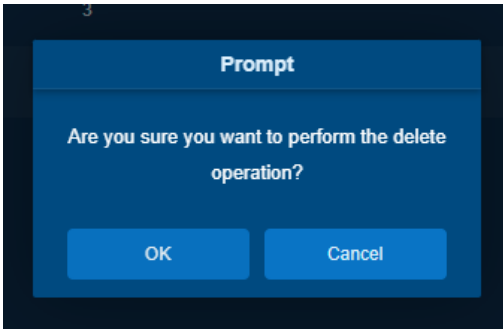 3
Prompt
Are you sure you want to perform the delete
operation?
OK Cancel